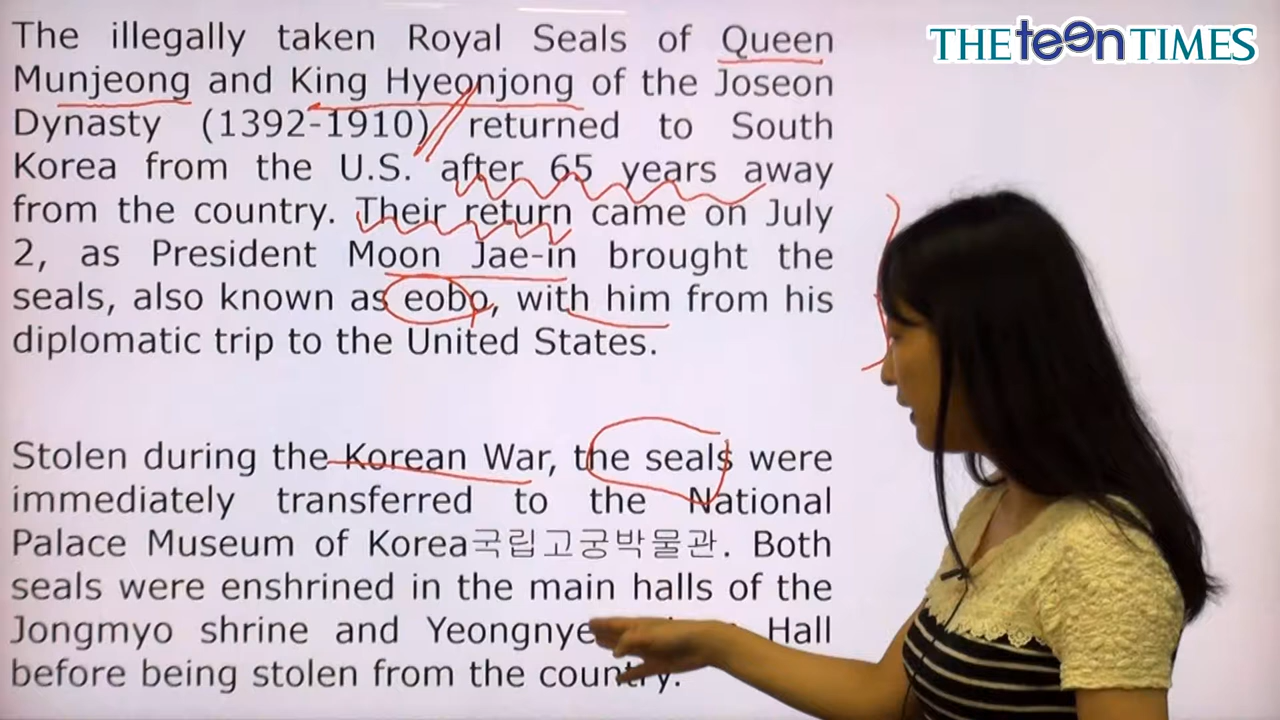 The illegally taken Royal Seals of Queen
Munjeong and King Hyeonjong of the Joseon
Dynasty (1392-1910) returned to South
Korea from the U.S. after 65 years away
from the country. Their return came on July
2, as President Moon Jae-in brought the
seals, also known as eobo, with him from his
diplomatic trip to the United States.
Stolen during the Korean War, the seals were
immediately transferred to the National
Palace Museum of Korea국립고궁박물관. Both
seals were enshrined in the main halls of the
Jongmyo shrine and Hall
before being stolen from the country.
THE teen TIMES